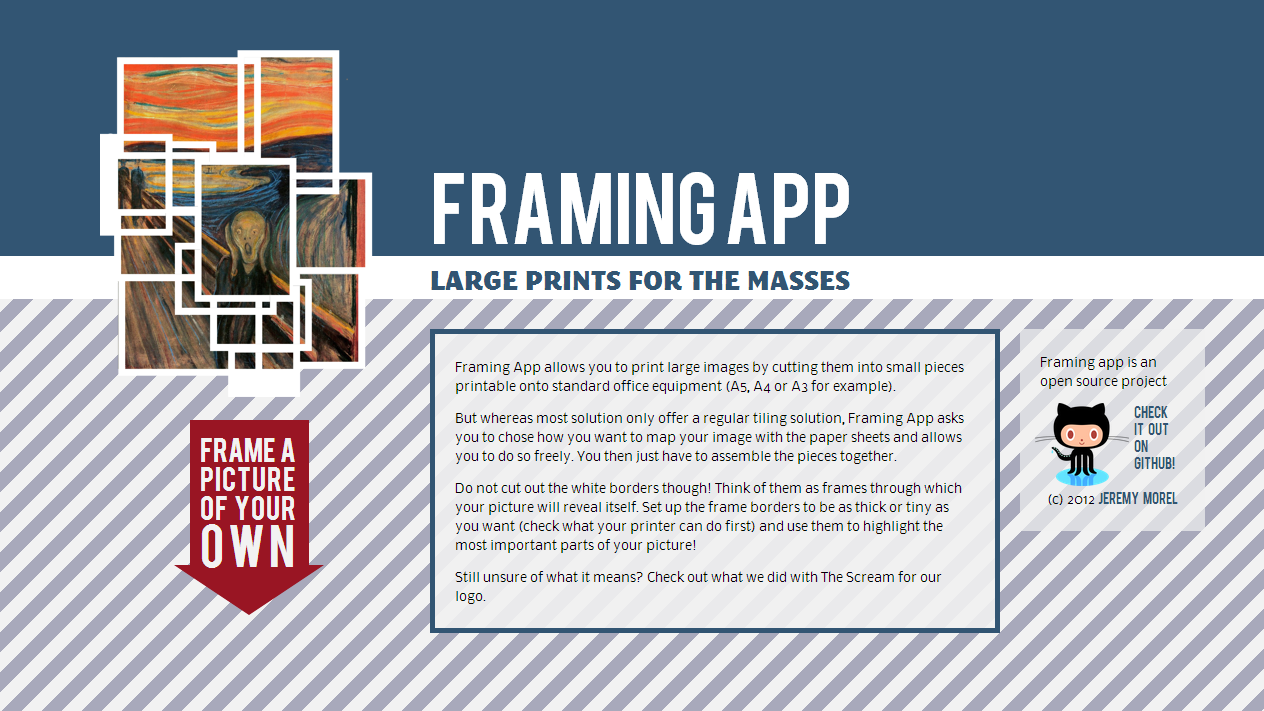 FRAMING APP
LARGE PRINTS FOR THE MASSES
FRAME A
PICTURE
OF YOUR
OWN
Framing App allows you to print large images by cutting them into small pieces
printable onto standard office equipment (A5, A4 or A3 for example).
But whereas most solution only offer a regular tiling solution, Framing App asks
you to chose how you want to map your image with the paper sheets and allows
you to do so freely. You then just have to assemble the pieces together.
Do not cut out the white borders though! Think of them as frames through which
your picture will reveal itself. Set up the frame borders to be as thick or tiny as
you want (check what your printer can do first) and use them to highlight the
most important parts of your picture!
Still unsure of what it means? Check out what we did with The Scream for our
logo.
Framing app is an
open source project
CHECK
IT OUT
ON
GITHUB!
(c) 2012 JEREMY MOREL